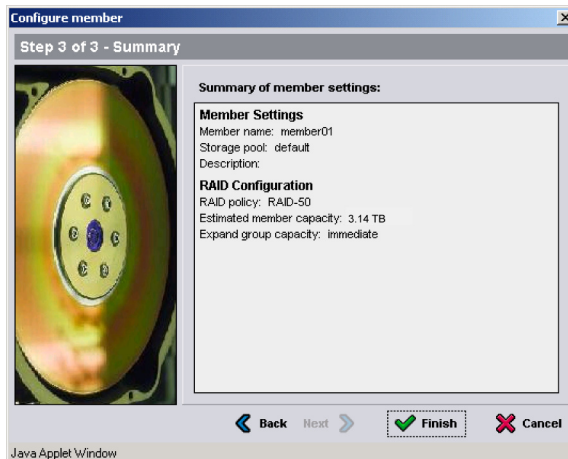 Configure member
Step 3 of 3 - Summary
Summary of member settings:
Member Settings
Member name: member01
Storage pool: default
Description:
RAID Configuration
RAID policy: RAID-50
Estimated member capacity: 3.14 TB
Expand group capacity: immediate
Back Next Finish Cancel
Java Applet Window